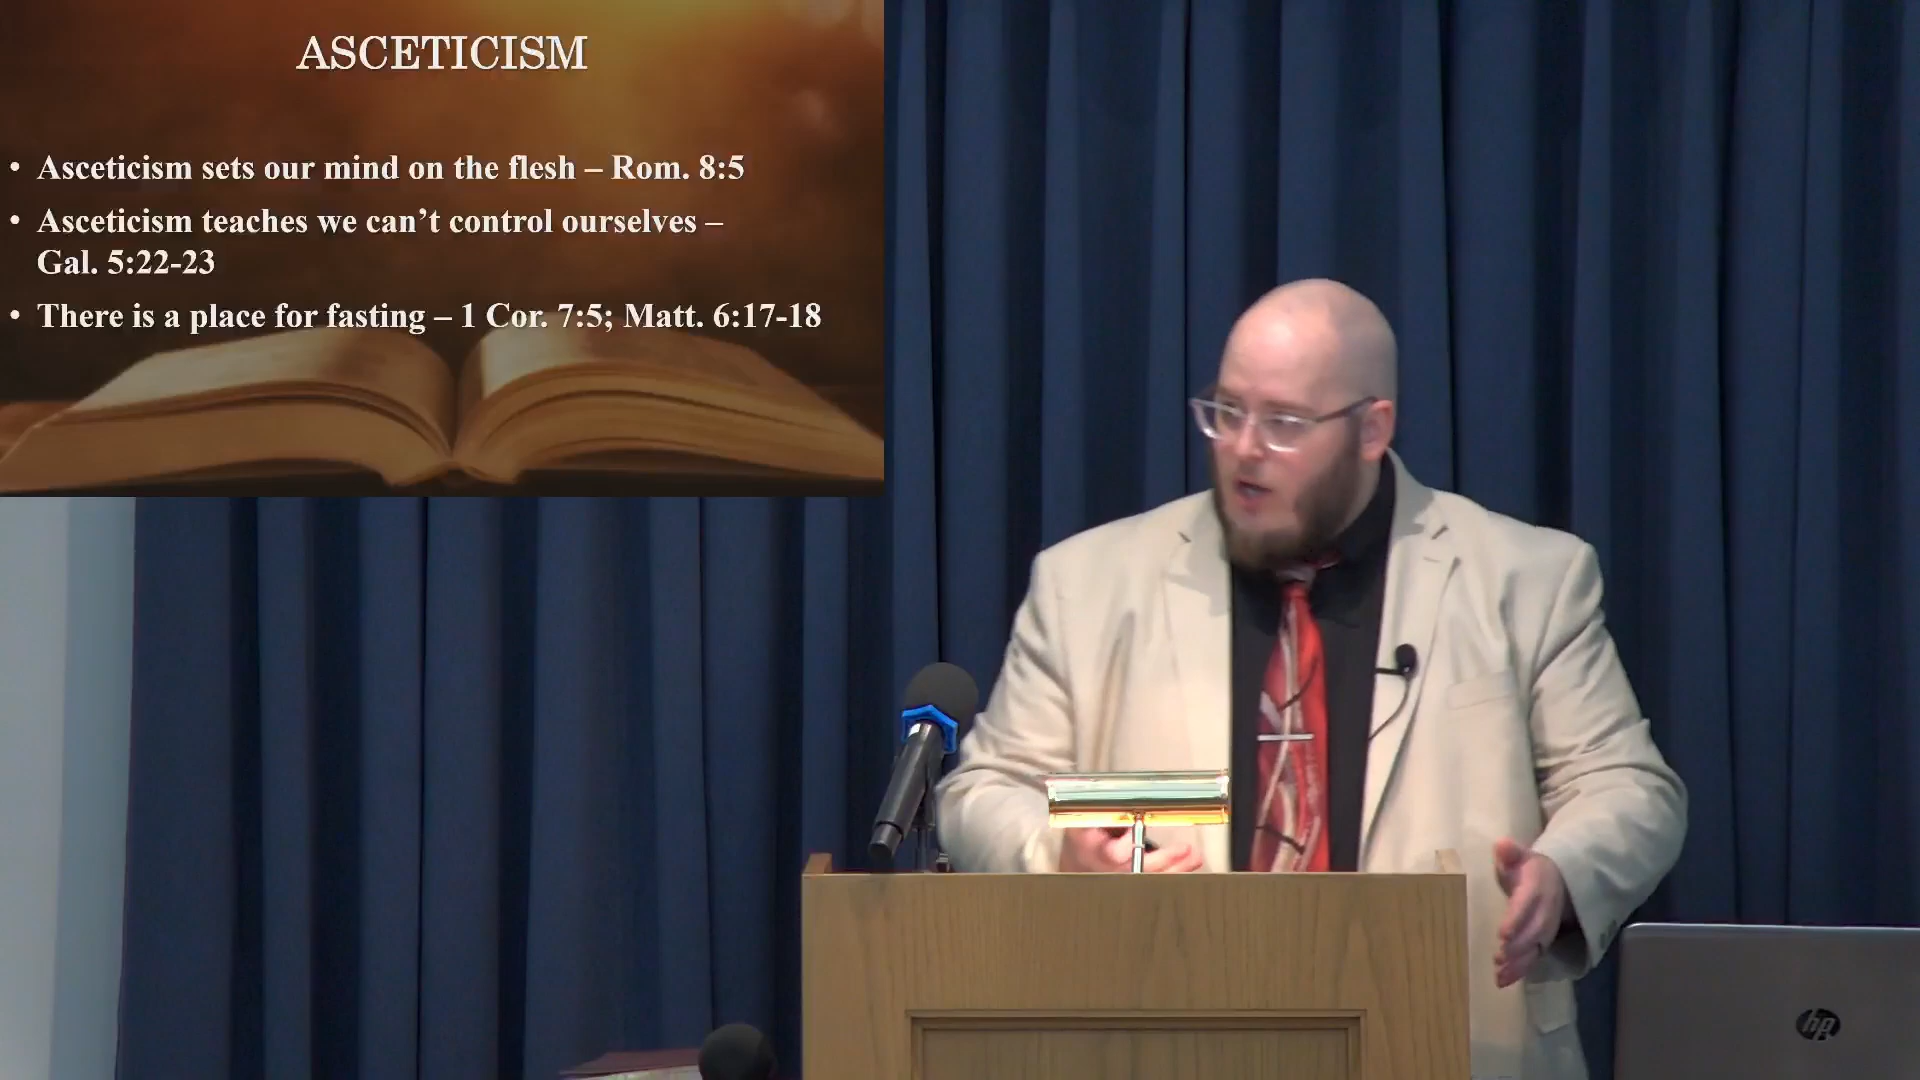 ASCETICISM
• Asceticism sets our mind on the flesh – Rom. 8:5
• Asceticism teaches we can’t control ourselves –
Gal. 5:22-23
• There is a place for fasting – 1 Cor. 7:5; Matt. 6:17-18
hp